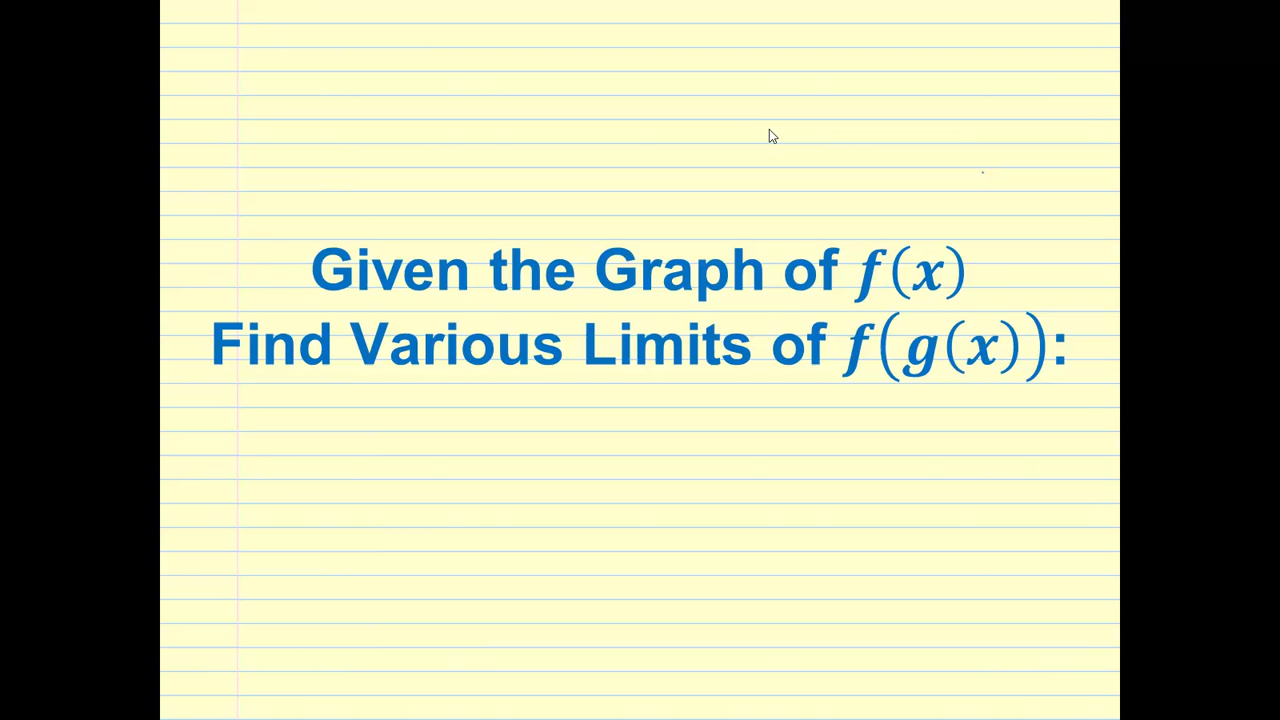 Given the Graph of f(x)
Find Various Limits of f(g(x)):